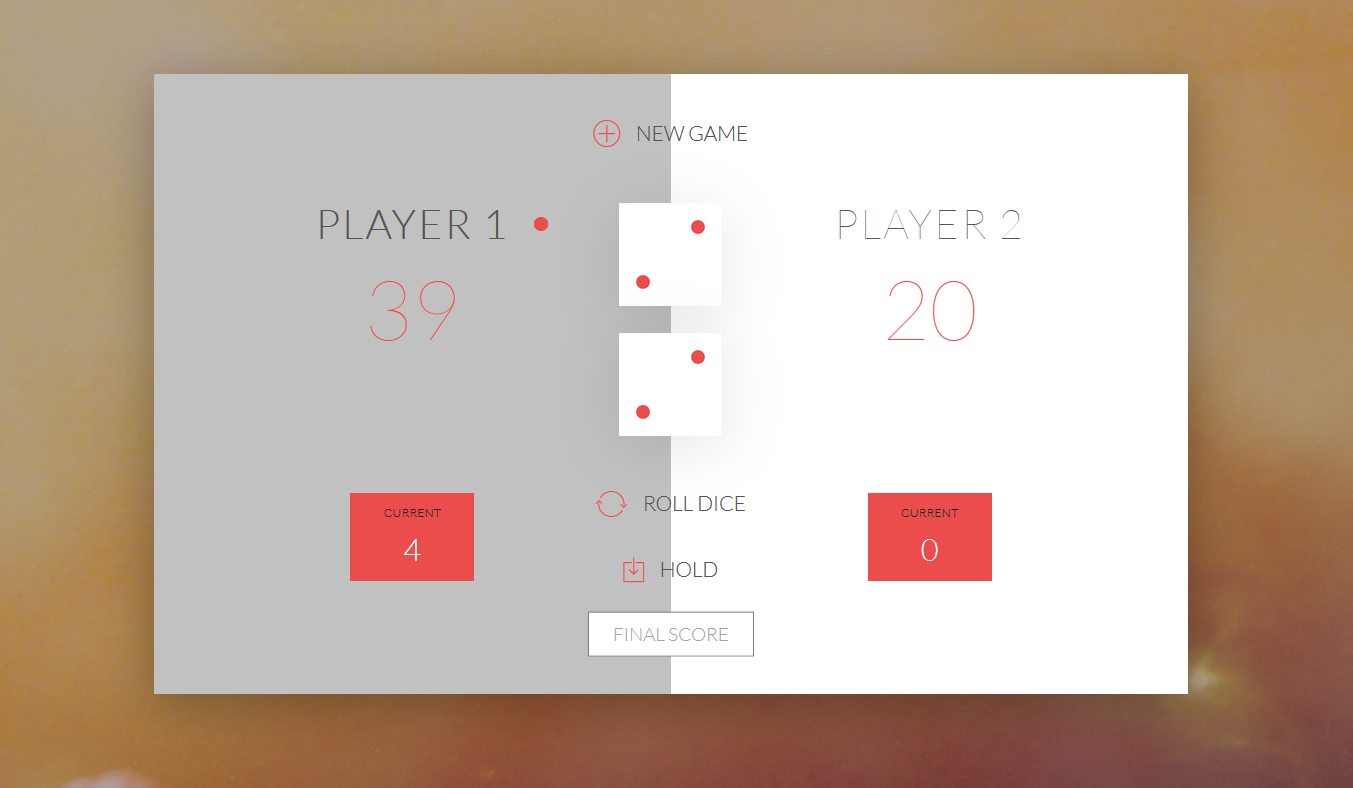 NEW GAME
PLAYER 1
39
PLAYER 2
20
CURRENT
4
ROLL DICE
HOLD
FINAL SCORE
CURRENT
0